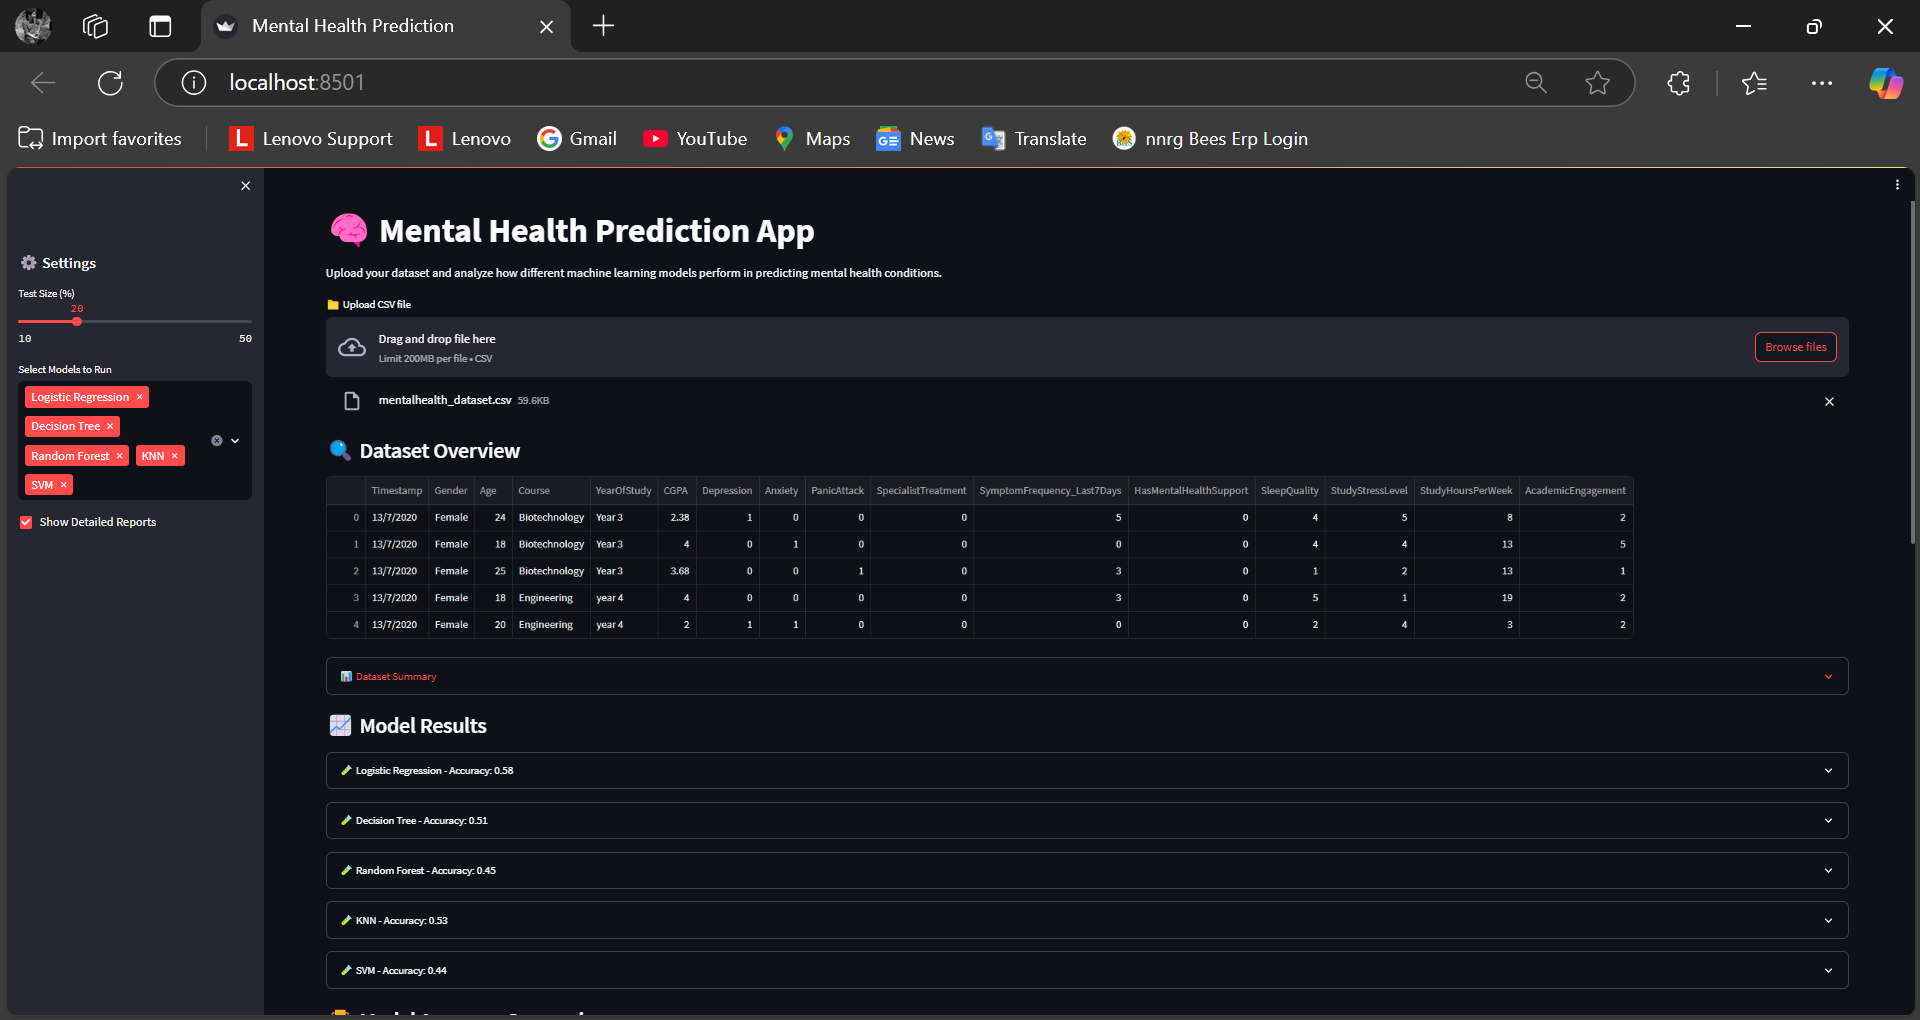 Mental Health Prediction
localhost:8501
Import favorites
Lenovo Support
Lenovo
Gmail
YouTube
Maps
News
Translate
nnrg Bees Erp Login
Settings
Test Size (%)
20
10 50
Select Models to Run
Logistic Regression ×
Decision Tree ×
Random Forest × KNN ×
SVM ×
Show Detailed Reports
Mental Health Prediction App
Upload your dataset and analyze how different machine learning models perform in predicting mental health conditions.
Upload CSV file
Drag and drop file here
Limit 200MB per file • CSV
Browse files
mentalhealth_dataset.csv 59.6KB
Dataset Overview
Timestamp Gender Age Course YearOfStudy CGPA Depression Anxiety PanicAttack SpecialistTreatment SymptomFrequency_Last7Days HasMentalHealthSupport SleepQuality StudyStressLevel StudyHoursPerWeek AcademicEngagement
0 13/7/2020 Female 24 Biotechnology Year 3 2.38 1 0 0 0 5 0 4 5 8 2
1 13/7/2020 Female 18 Biotechnology Year 3 4 0 1 0 0 0 0 4 4 13 5
2 13/7/2020 Female 25 Biotechnology Year 3 3.68 0 0 1 0 3 0 1 2 13 1
3 13/7/2020 Female 18 Engineering year 4 4 0 0 0 0 3 0 5 1 19 2
4 13/7/2020 Female 20 Engineering year 4 2 1 1 0 0 0 0 2 4 3 2
Dataset Summary
Model Results
Logistic Regression - Accuracy: 0.58
Decision Tree - Accuracy: 0.51
Random Forest - Accuracy: 0.45
KNN - Accuracy: 0.53
SVM - Accuracy: 0.44